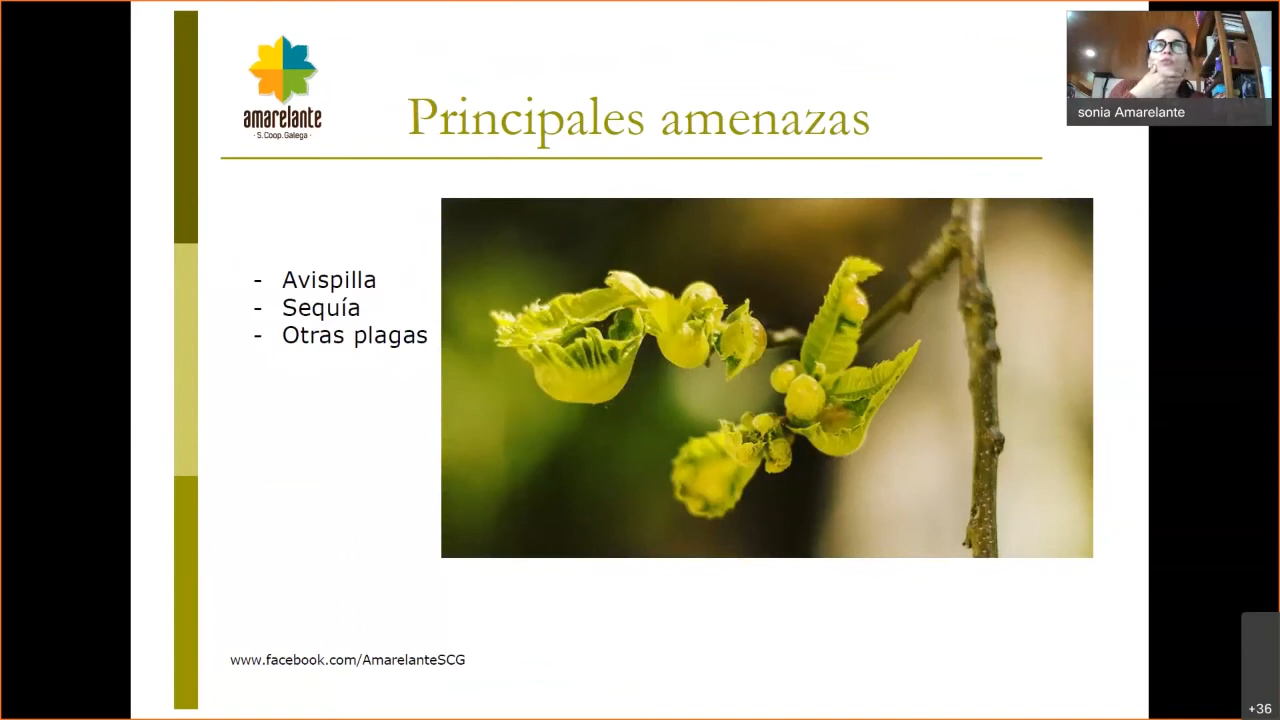 amarelante
· S.Coop.Galega ·
Principales amenazas
sonia Amarelante
- Avispilla
- Sequía
- Otras plagas
www.facebook.com/AmarelanteSCG
+36